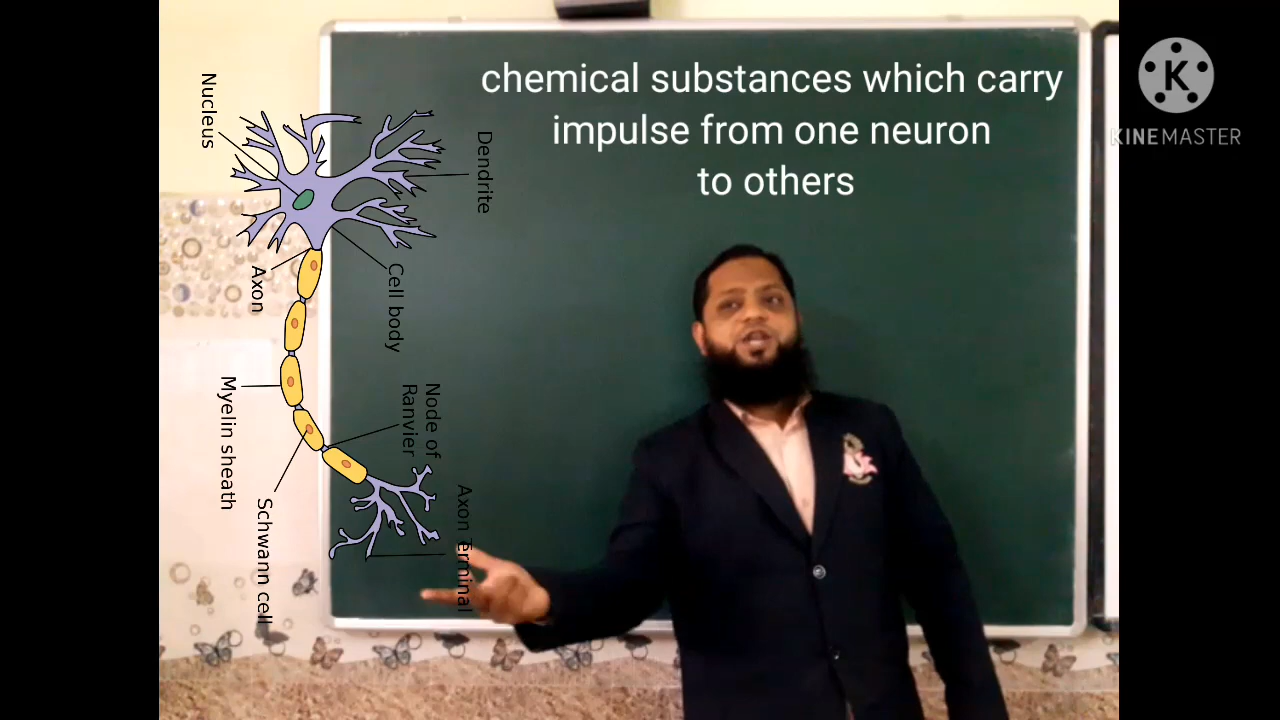 chemical substances which carry
impulse from one neuron
to others
K
KINEMASTER
Nucleus
Dendrite
Axon
Cell body
Myelin sheath
Node of
Ranvier
Schwann cell
Axon Terminal